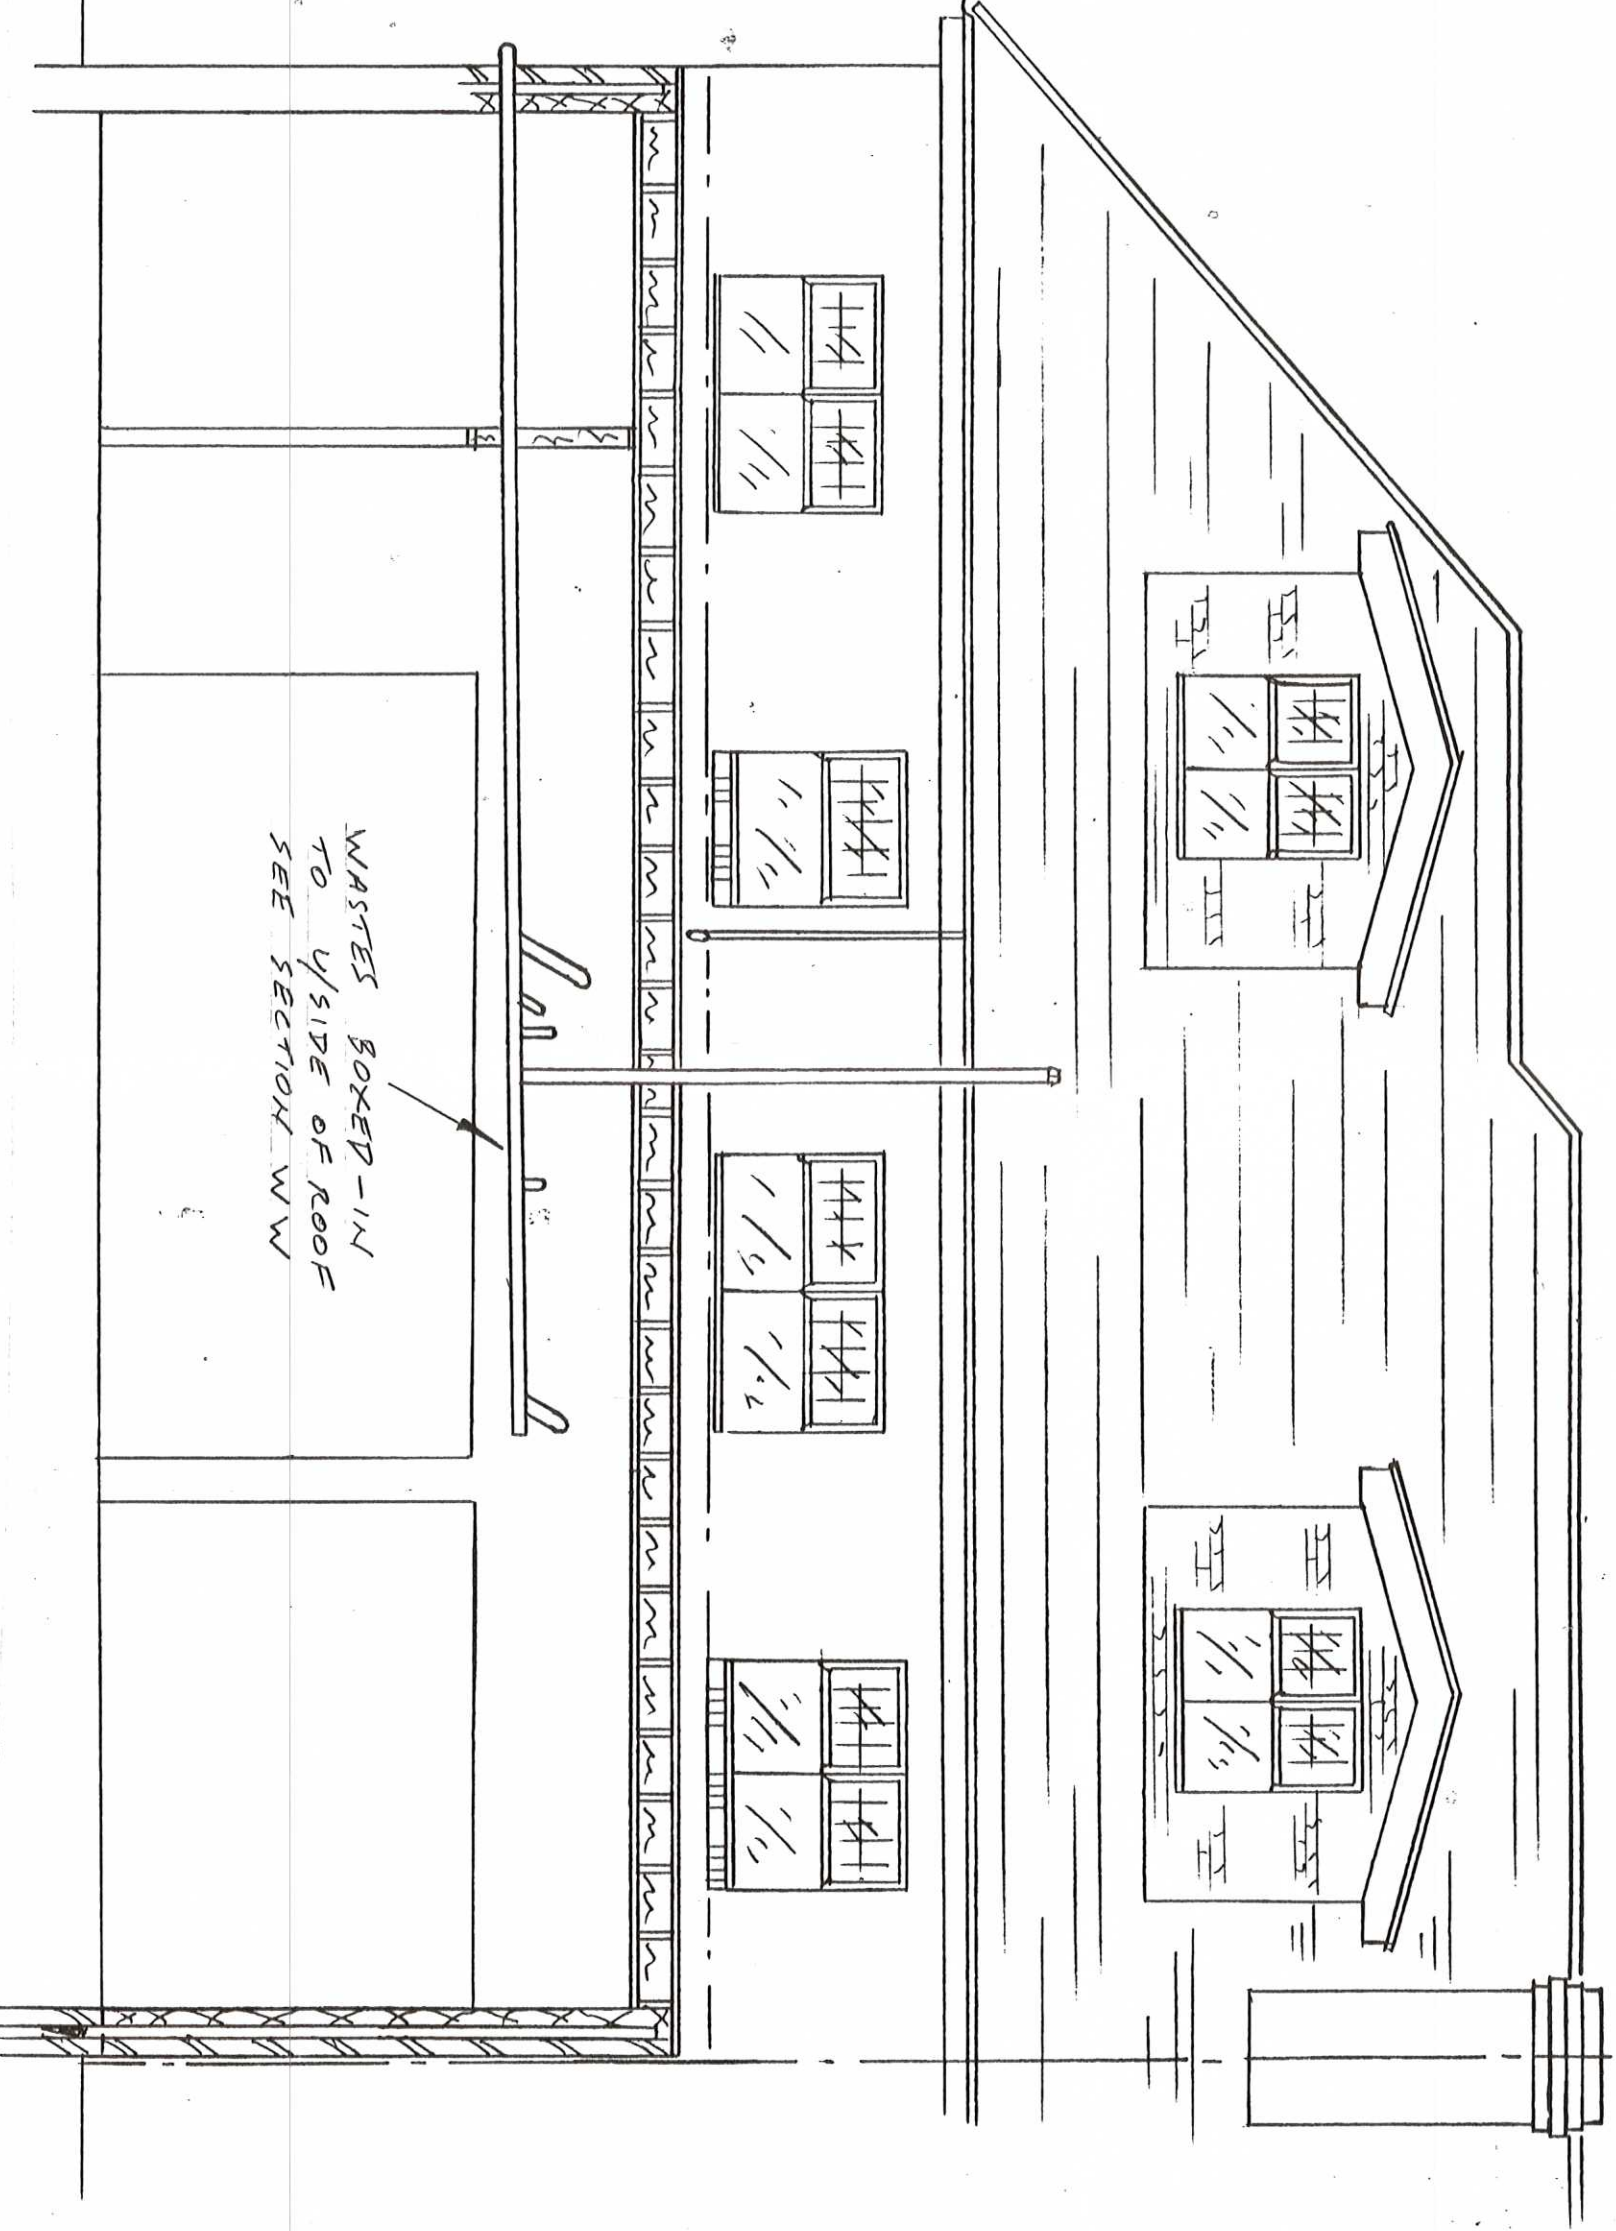 WASTES BOXED-IN
TO U/SIDE OF ROOF
SEE SECTION WW